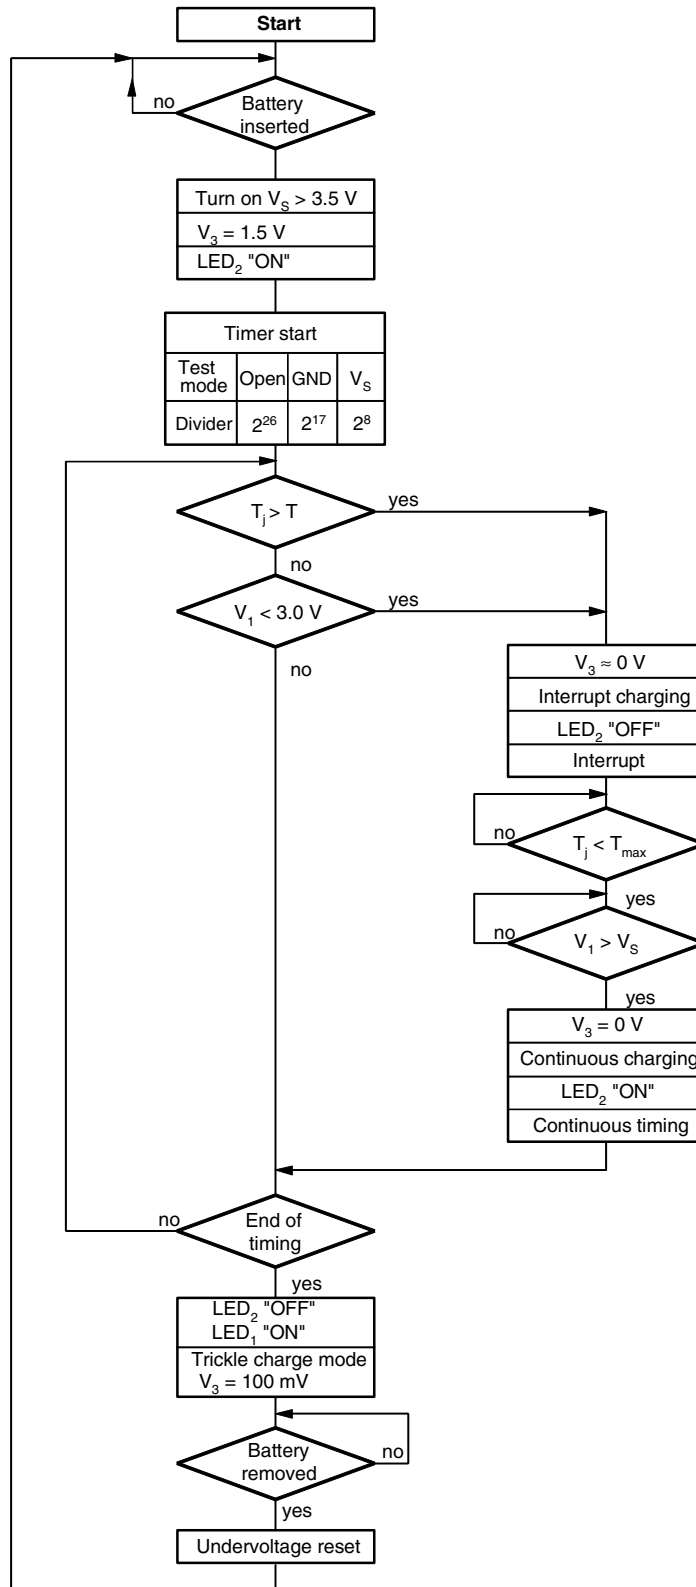 Start
no
Battery
inserted
Turn on V_S > 3.5 V
V_3 = 1.5 V
LED_2 "ON"
Timer start
Test
mode
Open
GND
V_S
Divider
2^26
2^17
2^8
T_j > T
yes
no
V_1 < 3.0 V
yes
no
V_3 ≈ 0 V
Interrupt charging
LED_2 "OFF"
Interrupt
no
T_j < T_max
yes
no
V_1 > V_S
yes
V_3 = 0 V
Continuous charging
LED_2 "ON"
Continuous timing
no
End of
timing
yes
LED_2 "OFF"
LED_1 "ON"
Trickle charge mode
V_3 = 100 mV
Battery
removed
no
yes
Undervoltage reset